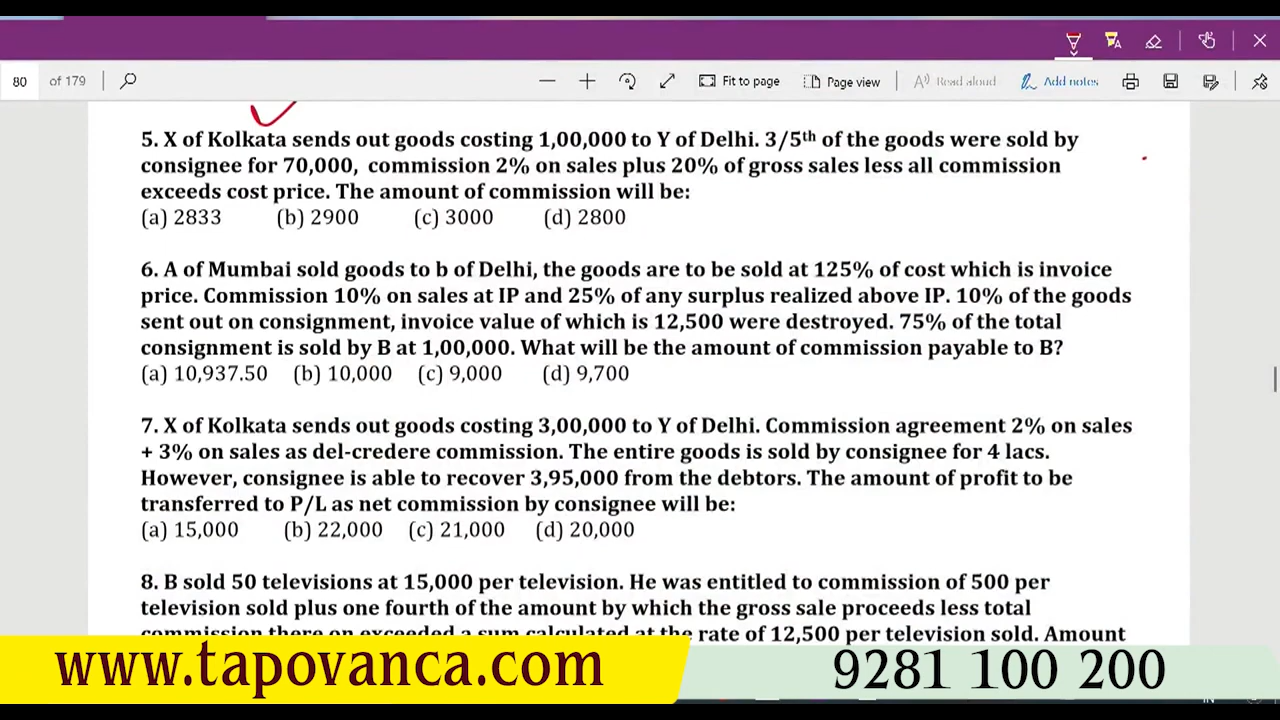 80 of 179
Fit to page
Page view
Read aloud
Add notes
5. X of Kolkata sends out goods costing 1,00,000 to Y of Delhi. 3/5th of the goods were sold by
consignee for 70,000, commission 2% on sales plus 20% of gross sales less all commission
exceeds cost price. The amount of commission will be:
(a) 2833 (b) 2900 (c) 3000 (d) 2800
6. A of Mumbai sold goods to b of Delhi, the goods are to be sold at 125% of cost which is invoice
price. Commission 10% on sales at IP and 25% of any surplus realized above IP. 10% of the goods
sent out on consignment, invoice value of which is 12,500 were destroyed. 75% of the total
consignment is sold by B at 1,00,000. What will be the amount of commission payable to B?
(a) 10,937.50 (b) 10,000 (c) 9,000 (d) 9,700
7. X of Kolkata sends out goods costing 3,00,000 to Y of Delhi. Commission agreement 2% on sales
+ 3% on sales as del-credere commission. The entire goods is sold by consignee for 4 lacs.
However, consignee is able to recover 3,95,000 from the debtors. The amount of profit to be
transferred to P/L as net commission by consignee will be:
(a) 15,000 (b) 22,000 (c) 21,000 (d) 20,000
8. B sold 50 televisions at 15,000 per television. He was entitled to commission of 500 per
television sold plus one fourth of the amount by which the gross sale proceeds less total
commission there on exceeded a sum calculated at the rate of 12,500 per television sold. Amount
www.tapovanca.com
9281 100 200